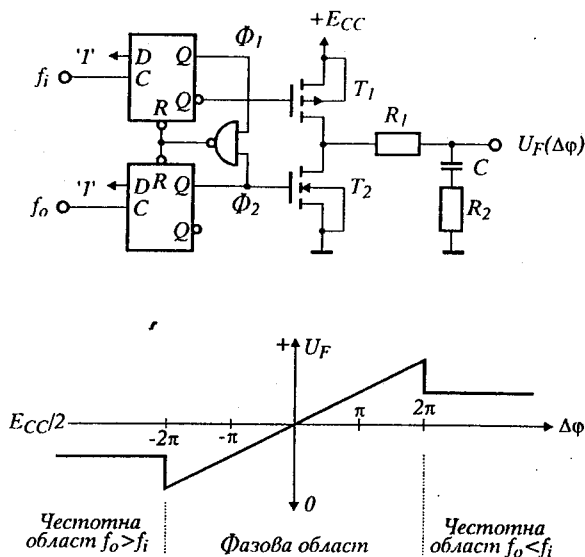 +E_CC
Φ1
'1' D Q
f_i C
Q
T1
R
R1
U_F(Δφ)
C
'1' D R Q
f_o C
Φ2
T2
R2
Q
+ U_F
E_CC/2
-2π -π π 2π Δφ
0
Честотна област f_o>f_i
Фазова област
Честотна област f_o<f_i